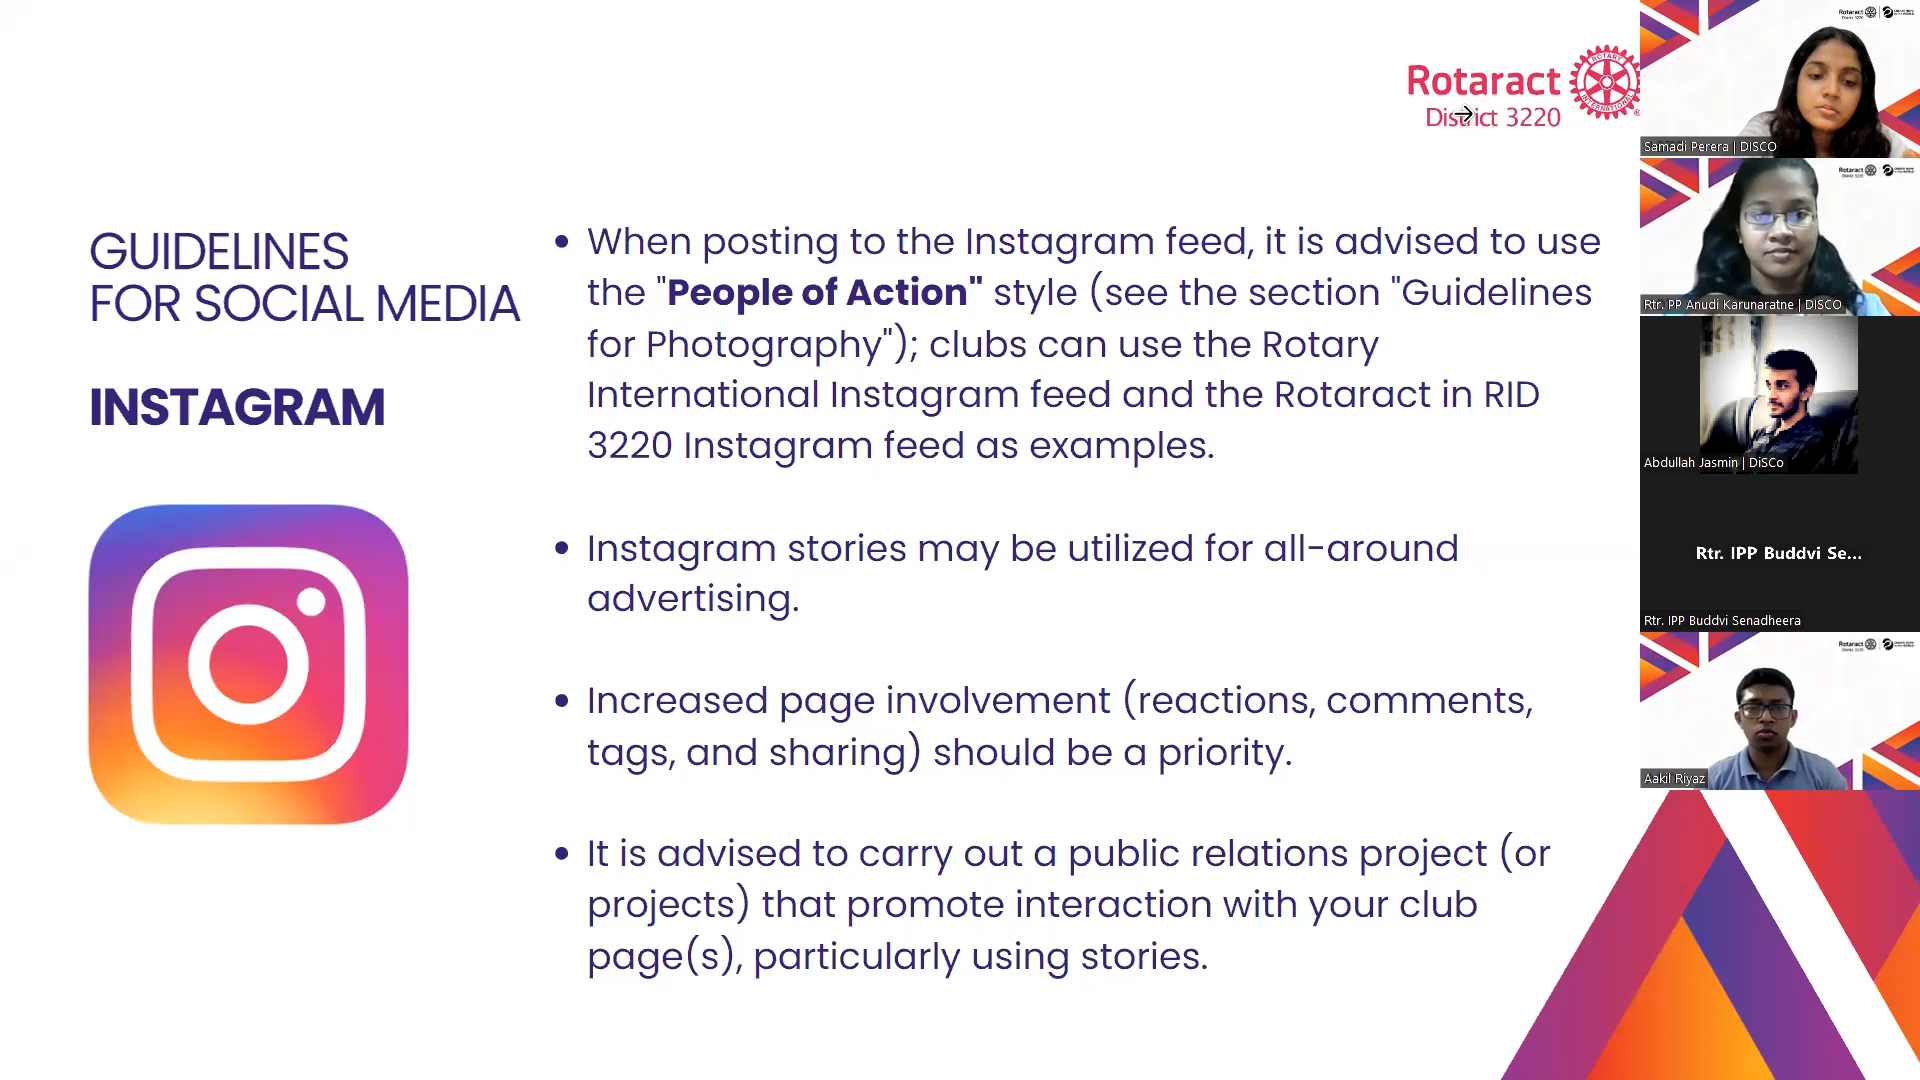 Rotaract
District 3220
ROTARY
INTERNATIONAL
GUIDELINES
FOR SOCIAL MEDIA
INSTAGRAM
• When posting to the Instagram feed, it is advised to use
the "People of Action" style (see the section "Guidelines
for Photography"); clubs can use the Rotary
International Instagram feed and the Rotaract in RID
3220 Instagram feed as examples.
• Instagram stories may be utilized for all-around
advertising.
• Increased page involvement (reactions, comments,
tags, and sharing) should be a priority.
• It is advised to carry out a public relations project (or
projects) that promote interaction with your club
page(s), particularly using stories.
Rotaract
Samadi Perera | DISCO
Rotaract
Rtr. PP Anudi Karunaratne | DISCO
Abdullah Jasmin | DiSCo
Rtr. IPP Buddvi Se...
Rtr. IPP Buddvi Senadheera
Rotaract
Aakil Riyaz